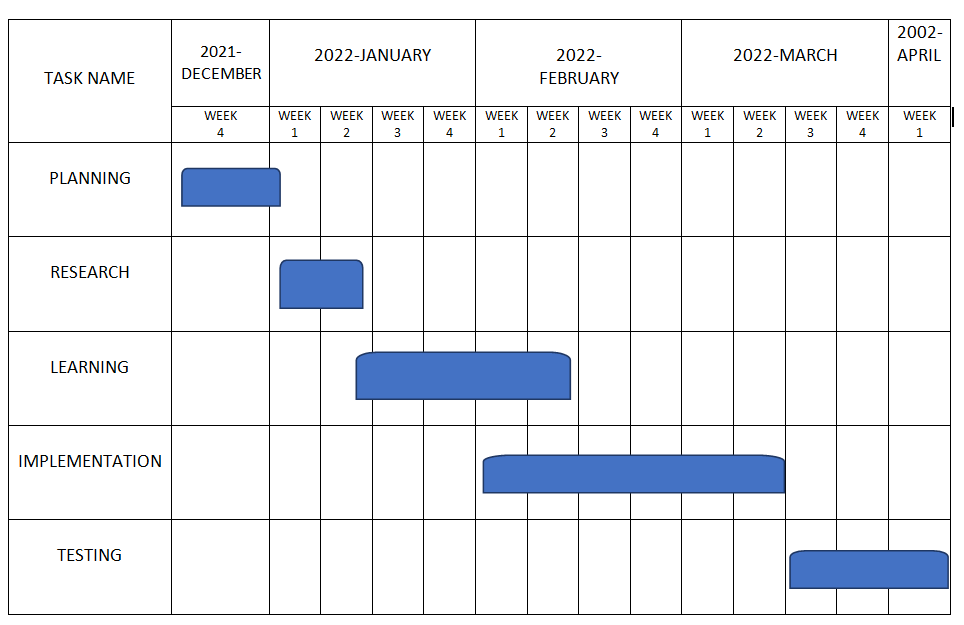 TASK NAME
2021-
DECEMBER
2022-JANUARY
2022-
FEBRUARY
2022-MARCH
2002-
APRIL
WEEK
4
WEEK
1
WEEK
2
WEEK
3
WEEK
4
WEEK
1
WEEK
2
WEEK
3
WEEK
4
WEEK
1
WEEK
2
WEEK
3
WEEK
4
WEEK
1
PLANNING
RESEARCH
LEARNING
IMPLEMENTATION
TESTING